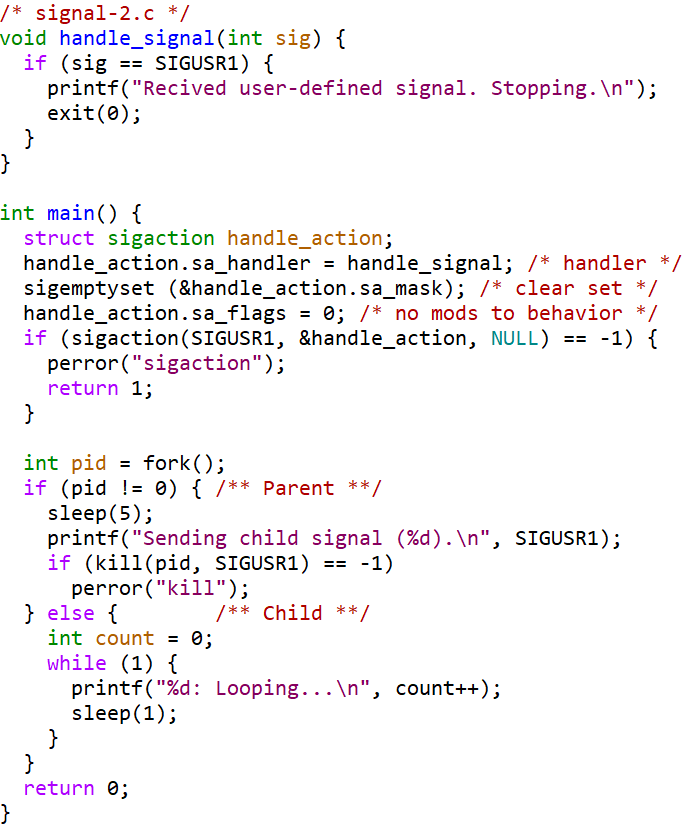 /* signal-2.c */
void handle_signal(int sig) {
  if (sig == SIGUSR1) {
    printf("Recived user-defined signal. Stopping.\n");
    exit(0);
  }
}

int main() {
  struct sigaction handle_action;
  handle_action.sa_handler = handle_signal; /* handler */
  sigemptyset (&handle_action.sa_mask); /* clear set */
  handle_action.sa_flags = 0; /* no mods to behavior */
  if (sigaction(SIGUSR1, &handle_action, NULL) == -1) {
    perror("sigaction");
    return 1;
  }

  int pid = fork();
  if (pid != 0) { /** Parent **/
    sleep(5);
    printf("Sending child signal (%d).\n", SIGUSR1);
    if (kill(pid, SIGUSR1) == -1)
      perror("kill");
  } else {        /** Child **/
    int count = 0;
    while (1) {
      printf("%d: Looping...\n", count++);
      sleep(1);
    }
  }
  return 0;
}